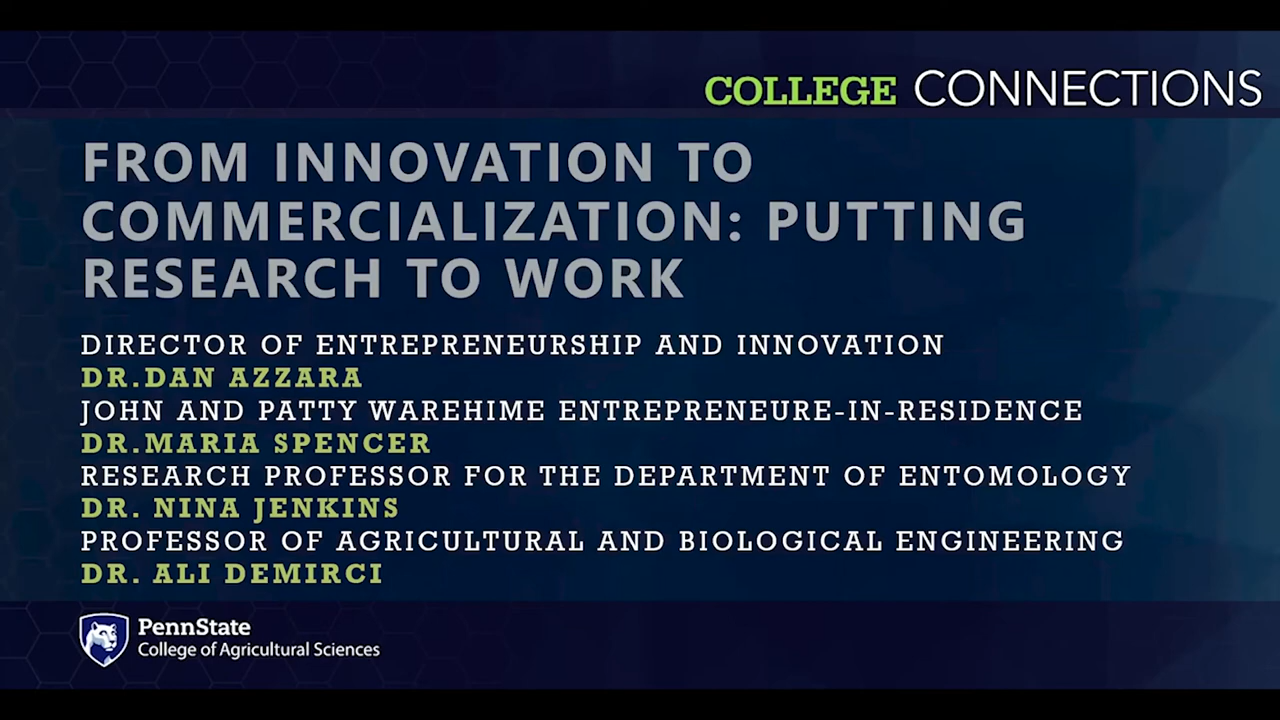 COLLEGE CONNECTIONS
FROM INNOVATION TO
COMMERCIALIZATION: PUTTING
RESEARCH TO WORK
DIRECTOR OF ENTREPRENEURSHIP AND INNOVATION
DR.DAN AZZARA
JOHN AND PATTY WAREHIME ENTREPRENEURE-IN-RESIDENCE
DR.MARIA SPENCER
RESEARCH PROFESSOR FOR THE DEPARTMENT OF ENTOMOLOGY
DR. NINA JENKINS
PROFESSOR OF AGRICULTURAL AND BIOLOGICAL ENGINEERING
DR. ALI DEMIRCI
PennState
College of Agricultural Sciences